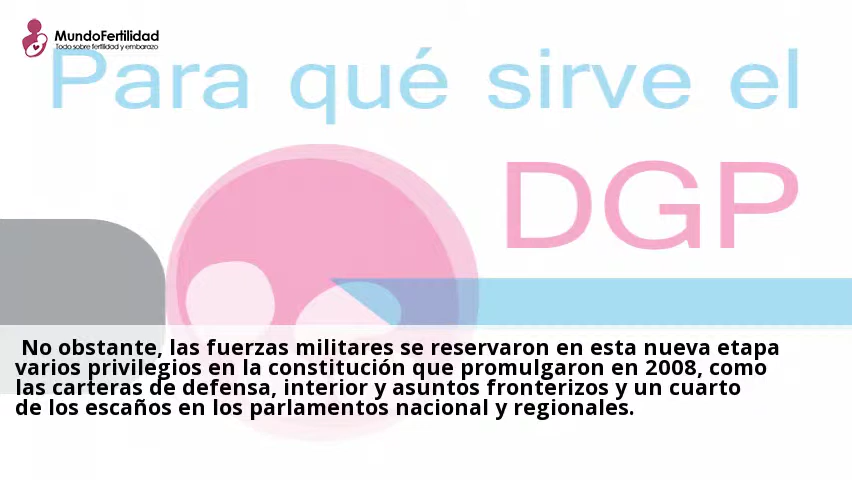 MundoFertilidad
Todo sobre fertilidad y embarazo
Para qué sirve el
DGP
No obstante, las fuerzas militares se reservaron en esta nueva etapa
varios privilegios en la constitución que promulgaron en 2008, como
las carteras de defensa, interior y asuntos fronterizos y un cuarto
de los escaños en los parlamentos nacional y regionales.